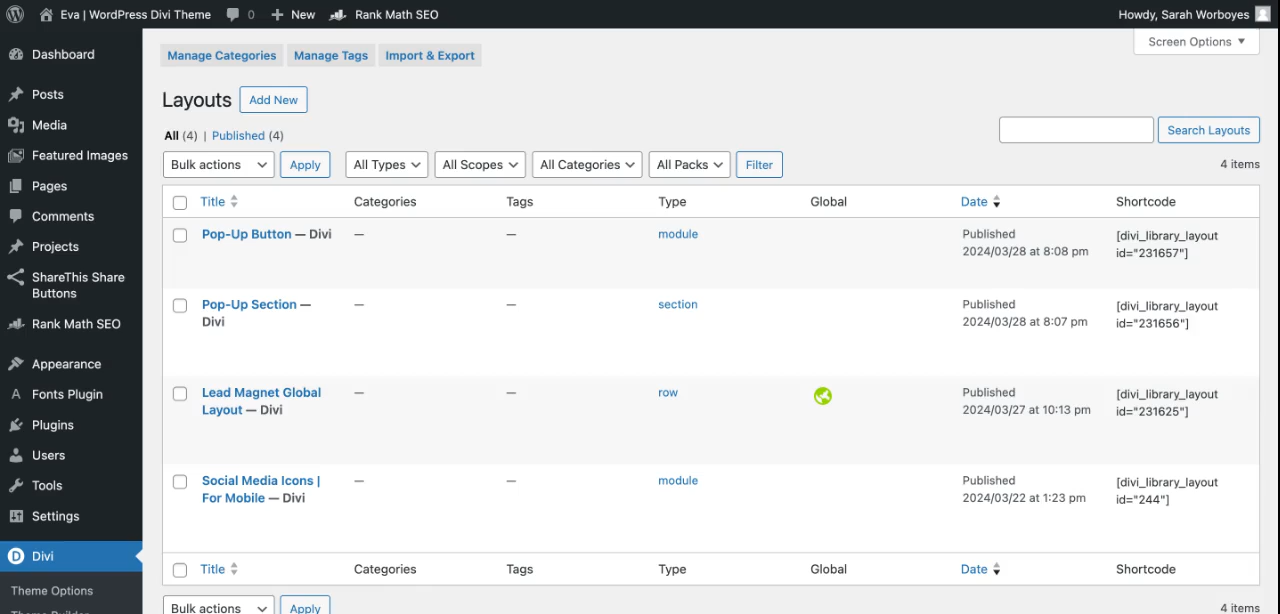 Eva | WordPress Divi Theme 0 New Rank Math SEO Howdy, Sarah Worboyes
Screen Options
Dashboard
Posts
Media
Featured Images
Pages
Comments
Projects
ShareThis Share
Buttons
Rank Math SEO
Appearance
Fonts Plugin
Plugins
Users
Tools
Settings
Divi
Theme Options
Theme Builder
Manage Categories Manage Tags Import & Export
Layouts Add New
All (4) | Published (4)
Search Layouts
Bulk actions Apply All Types All Scopes All Categories All Packs Filter 4 items
Title Categories Tags Type Global Date Shortcode
Pop-Up Button — Divi — — module Published [divi_library_layout
2024/03/28 at 8:08 pm id="231657"]
Pop-Up Section — — — section Published [divi_library_layout
Divi 2024/03/28 at 8:07 pm id="231656"]
Lead Magnet Global — — row Published [divi_library_layout
Layout — Divi 2024/03/27 at 10:13 pm id="231625"]
Social Media Icons | — — module Published [divi_library_layout
For Mobile — Divi 2024/03/22 at 1:23 pm id="244"]
Title Categories Tags Type Global Date Shortcode
Bulk actions Apply 4 items